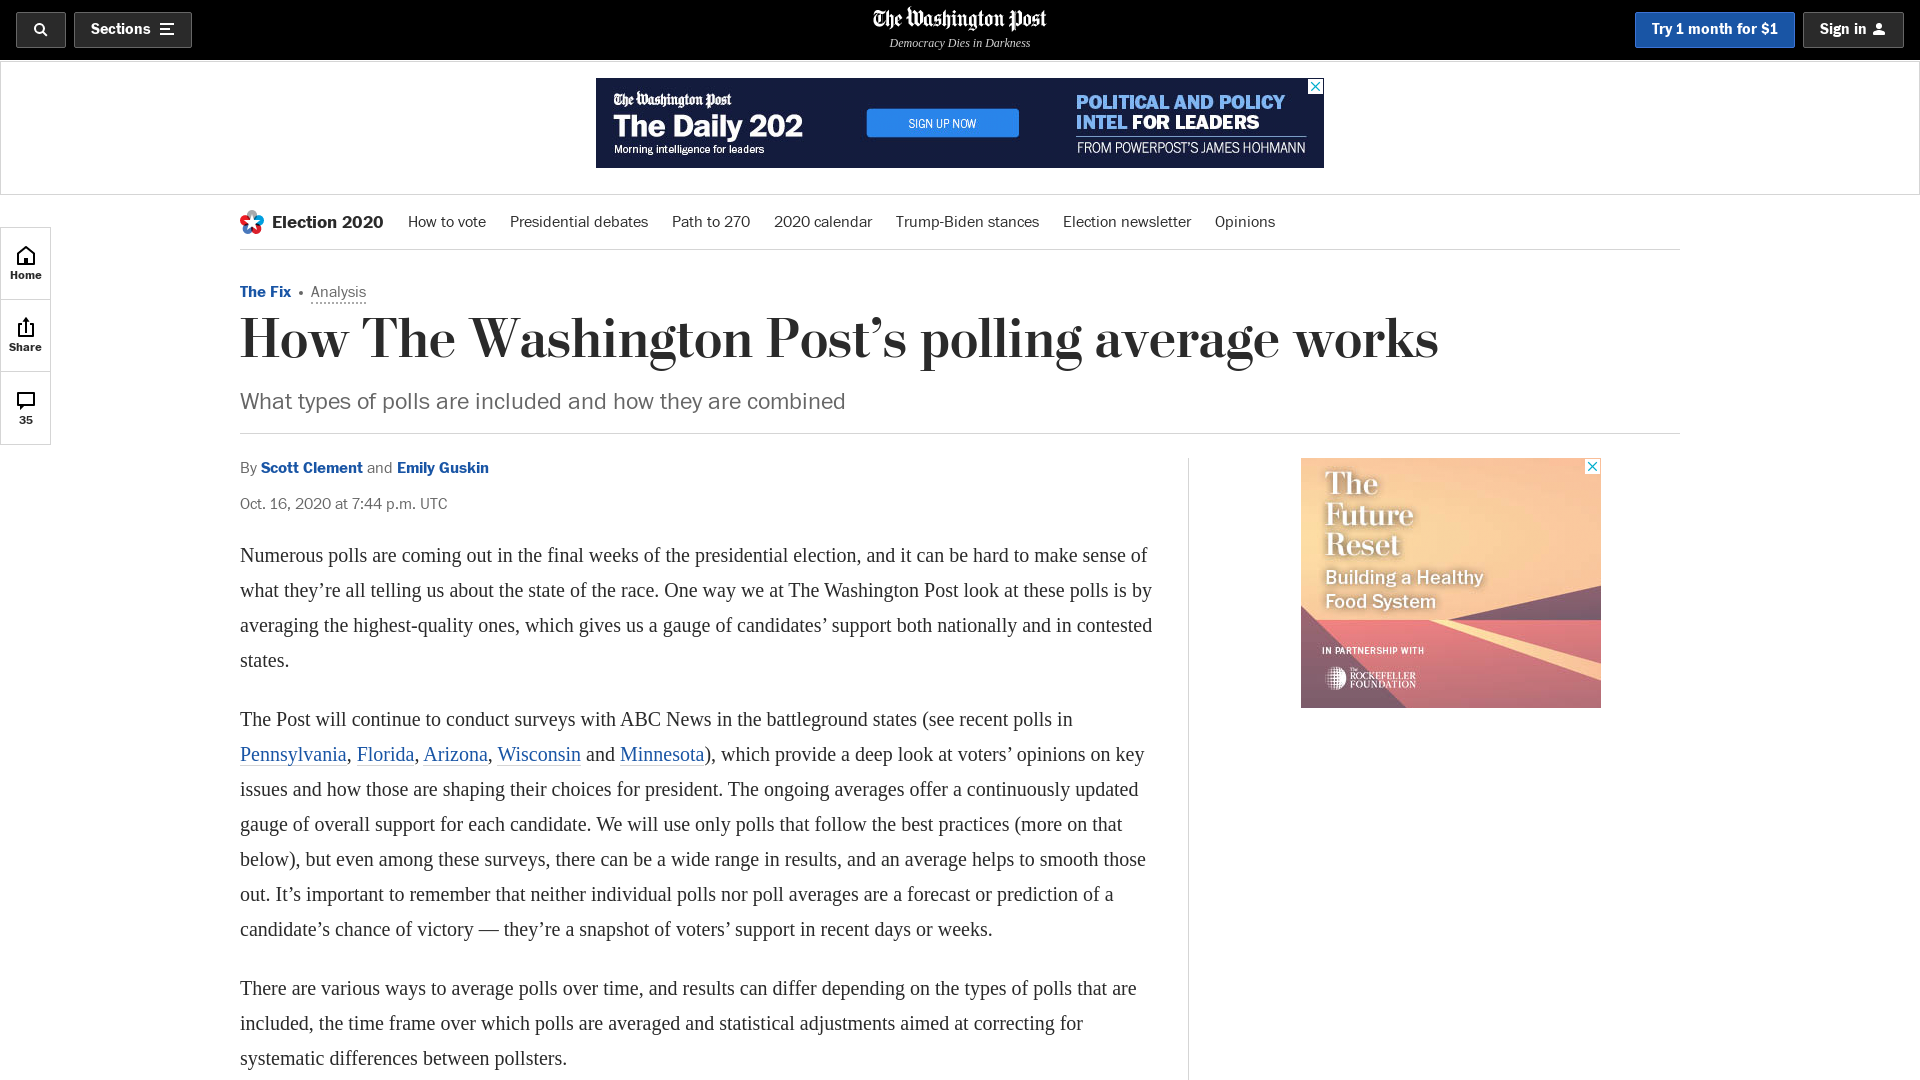 Sections
The Washington Post
Democracy Dies in Darkness
Try 1 month for $1
Sign in
The Washington Post
The Daily 202
Morning intelligence for leaders
SIGN UP NOW
POLITICAL AND POLICY
INTEL FOR LEADERS
FROM POWERPOST'S JAMES HOHMANN
Election 2020
How to vote
Presidential debates
Path to 270
2020 calendar
Trump-Biden stances
Election newsletter
Opinions
Home
Share
35
The Fix • Analysis
How The Washington Post’s polling average works
What types of polls are included and how they are combined
By Scott Clement and Emily Guskin
Oct. 16, 2020 at 7:44 p.m. UTC
Numerous polls are coming out in the final weeks of the presidential election, and it can be hard to make sense of
what they’re all telling us about the state of the race. One way we at The Washington Post look at these polls is by
averaging the highest-quality ones, which gives us a gauge of candidates’ support both nationally and in contested
states.
The Post will continue to conduct surveys with ABC News in the battleground states (see recent polls in
Pennsylvania, Florida, Arizona, Wisconsin and Minnesota), which provide a deep look at voters’ opinions on key
issues and how those are shaping their choices for president. The ongoing averages offer a continuously updated
gauge of overall support for each candidate. We will use only polls that follow the best practices (more on that
below), but even among these surveys, there can be a wide range in results, and an average helps to smooth those
out. It’s important to remember that neither individual polls nor poll averages are a forecast or prediction of a
candidate’s chance of victory — they’re a snapshot of voters’ support in recent days or weeks.
There are various ways to average polls over time, and results can differ depending on the types of polls that are
included, the time frame over which polls are averaged and statistical adjustments aimed at correcting for
systematic differences between pollsters.
The
Future
Reset
Building a Healthy
Food System
IN PARTNERSHIP WITH
The
ROCKEFELLER
FOUNDATION